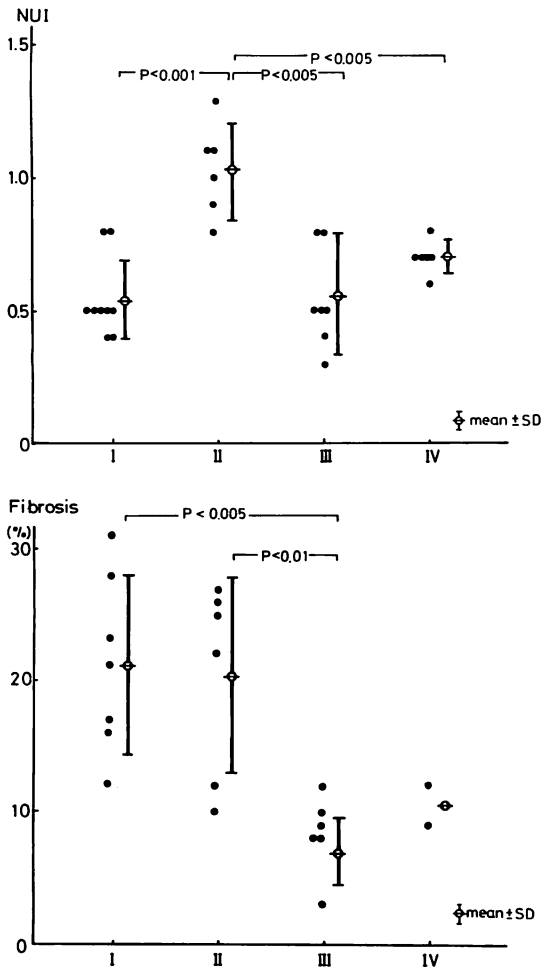 NUI
1.5
P<0.005
P<0.001
P<0.005
1.0
0.5
0
mean ±SD
I
II
III
IV
Fibrosis
(%)
P < 0.005
P<0.01
30
20
10
mean±SD
0
I
II
III
IV